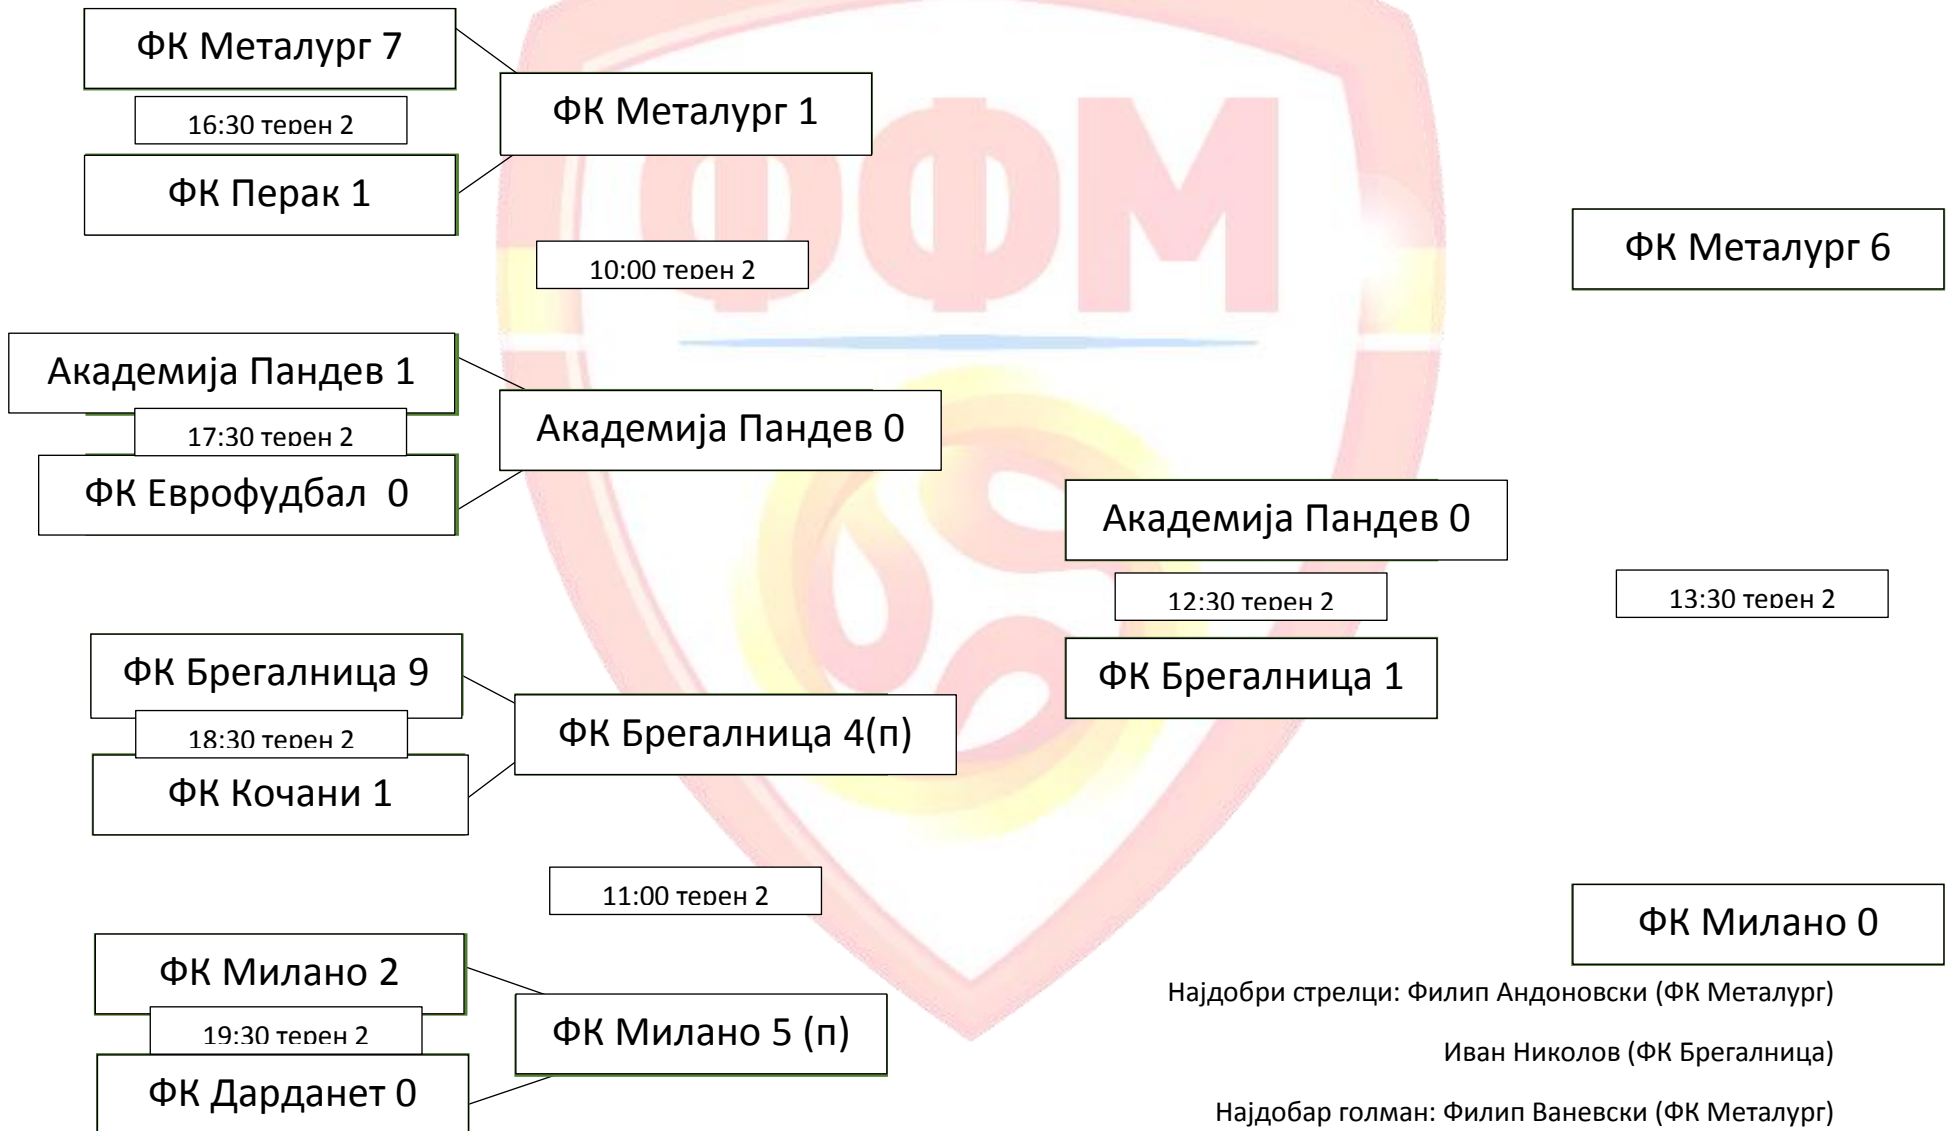 ФК Металург 7
16:30 терен 2
ФК Перак 1
ФК Металург 1
10:00 терен 2
Академија Пандев 1
17:30 терен 2
ФК Еврофудбал 0
Академија Пандев 0
ФК Брегалница 9
18:30 терен 2
ФК Кочани 1
ФК Брегалница 4(п)
11:00 терен 2
ФК Милано 2
19:30 терен 2
ФК Дарданет 0
ФК Милано 5 (п)
Академија Пандев 0
12:30 терен 2
ФК Брегалница 1
ФК Металург 6
13:30 терен 2
ФК Милано 0
Најдобри стрелци: Филип Андоновски (ФК Металург)
Иван Николов (ФК Брегалница)
Најдобар голман: Филип Ваневски (ФК Металург)
ФФМ